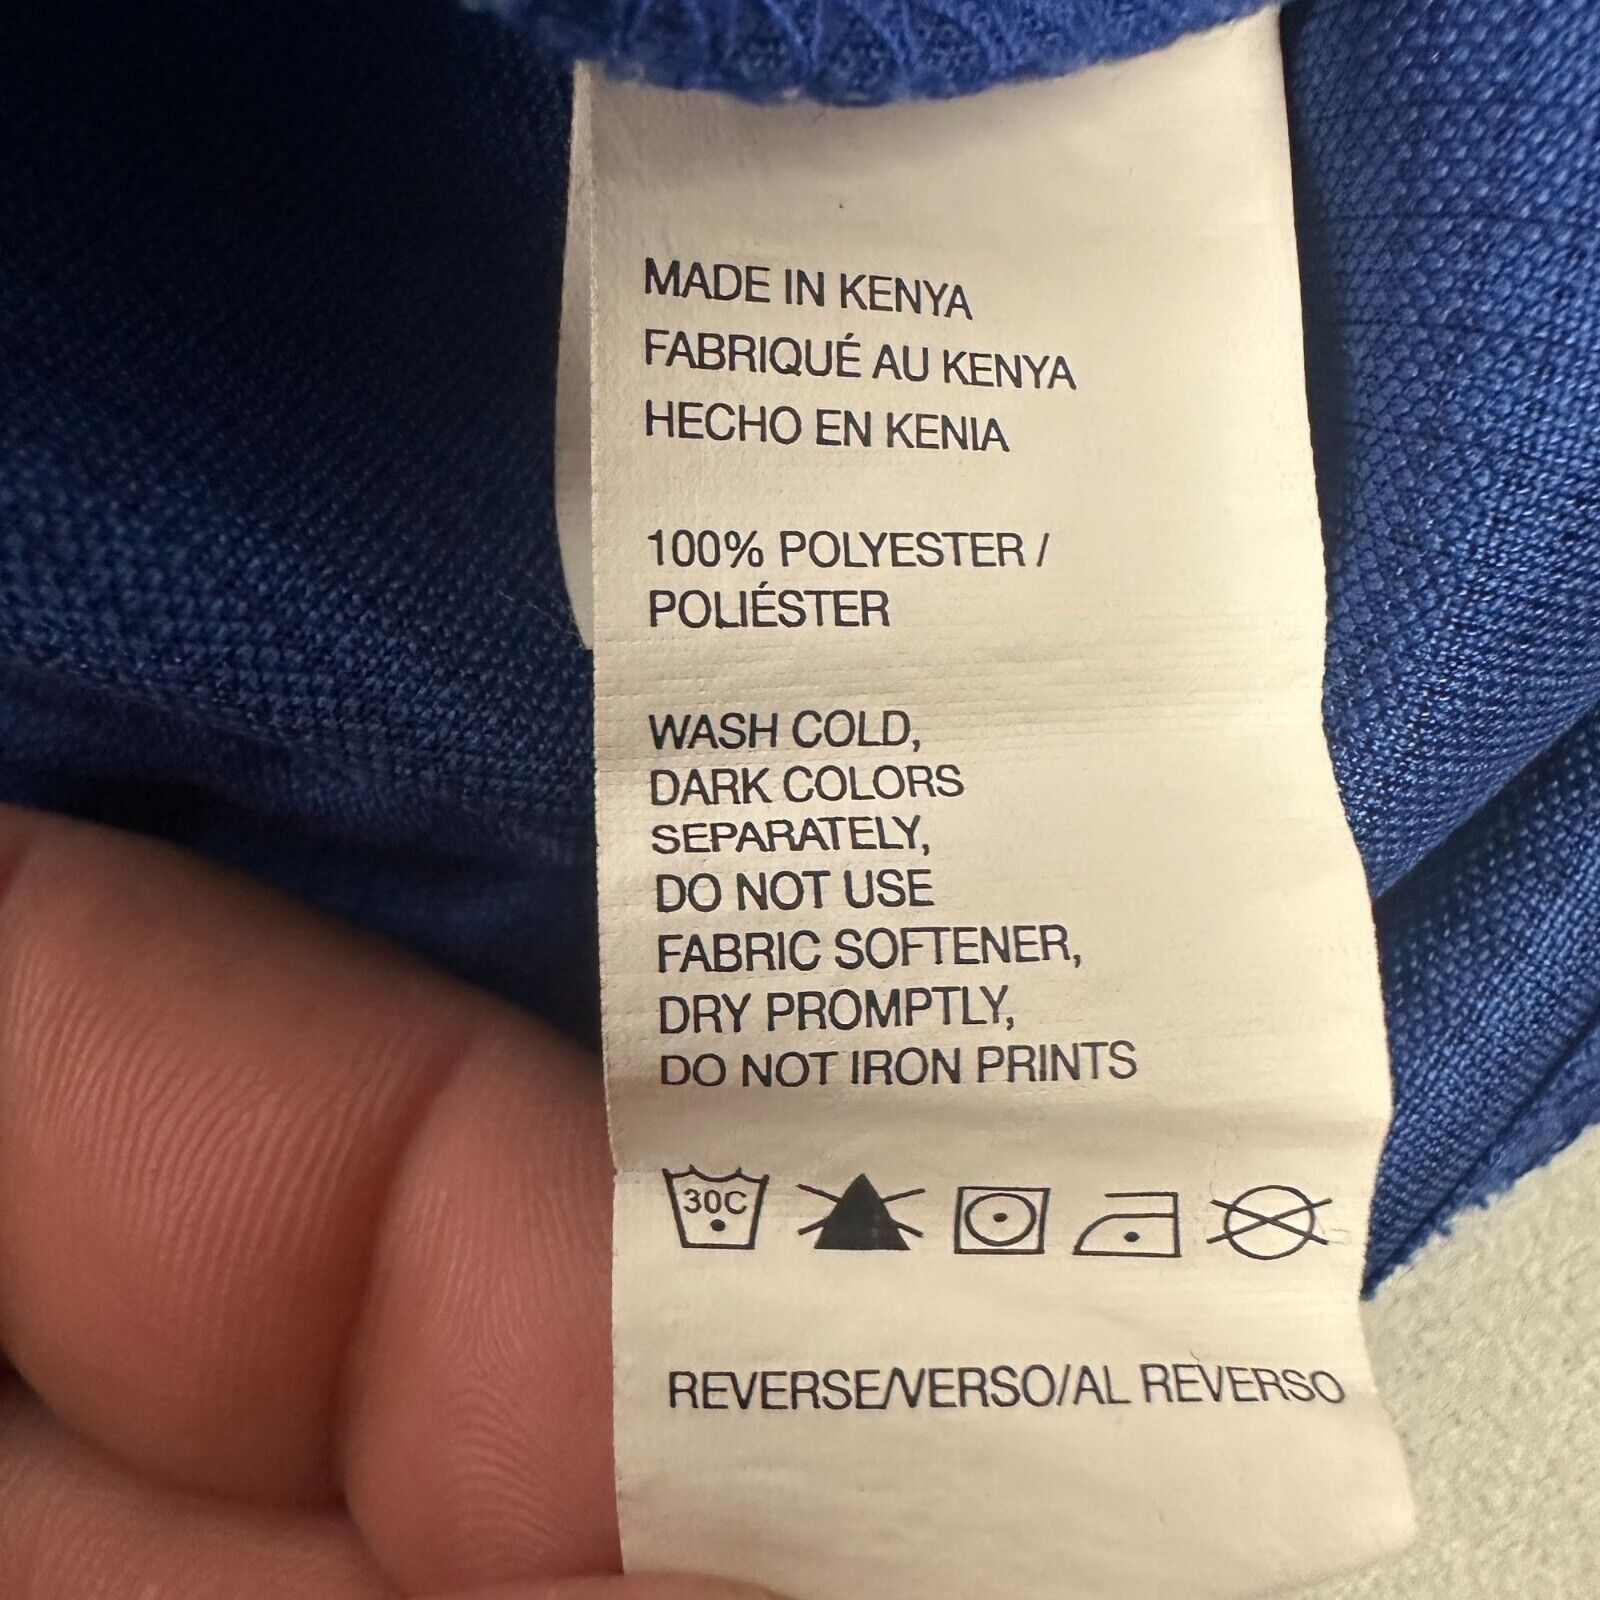 MADE IN KENYA
FABRIQUÉ AU KENYA
HECHO EN KENIA
100% POLYESTER /
POLIÉSTER
WASH COLD,
DARK COLORS
SEPARATELY,
DO NOT USE
FABRIC SOFTENER,
DRY PROMPTLY,
DO NOT IRON PRINTS
30C
REVERSE/VERSO/AL REVERSO